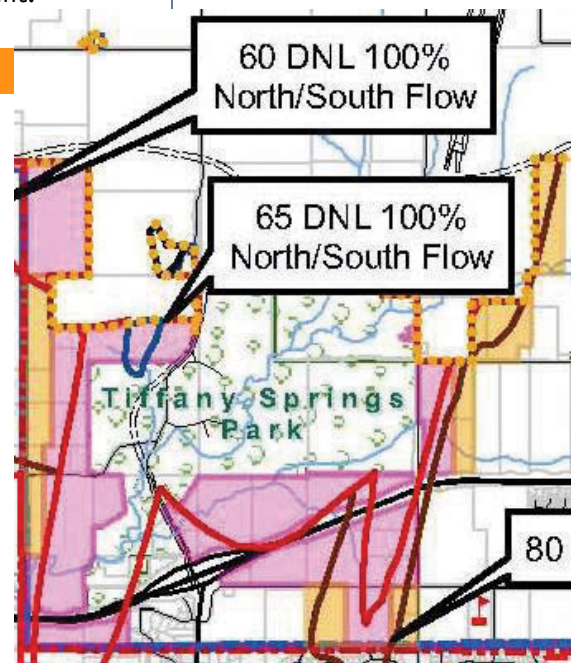 60 DNL 100%
North/South Flow
65 DNL 100%
North/South Flow
Tiffany Springs
Park
80